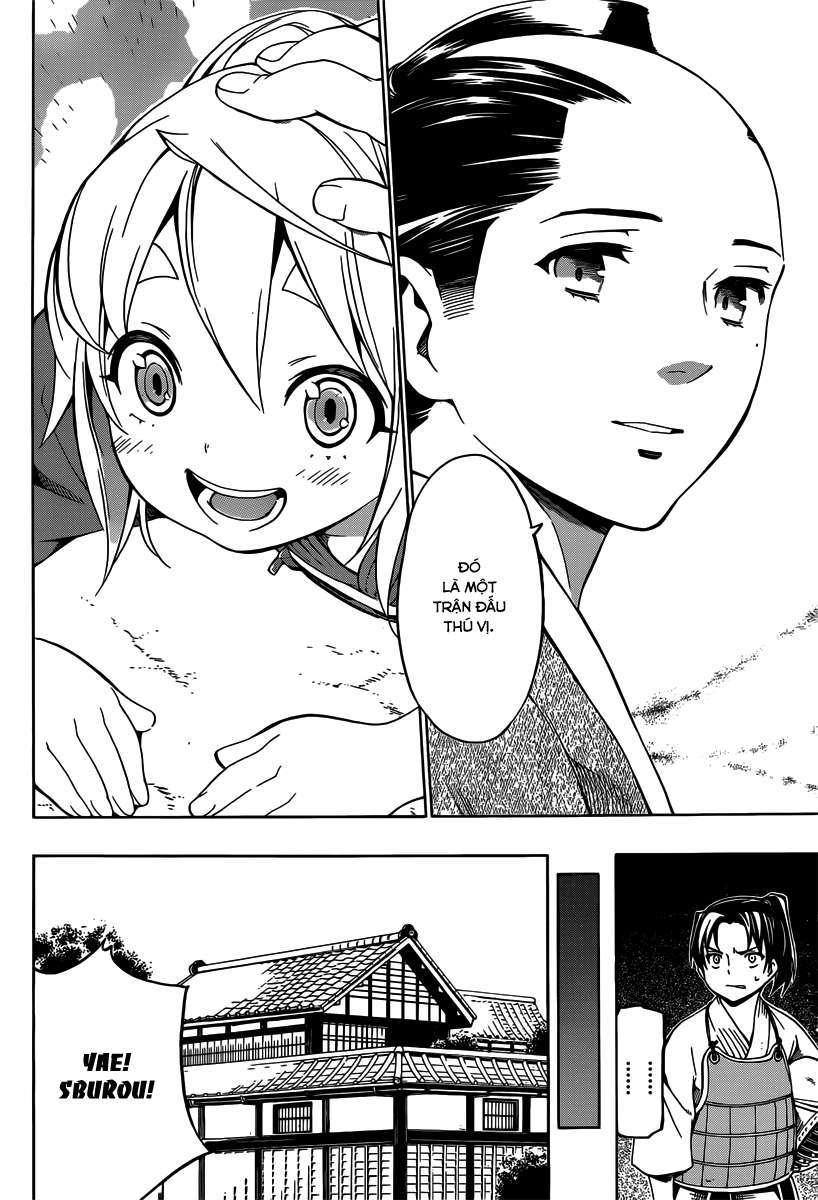 ĐÓ
LÀ MỘT
TRẬN ĐẤU
THÚ VỊ.
.......
YAE!
SBUROU!